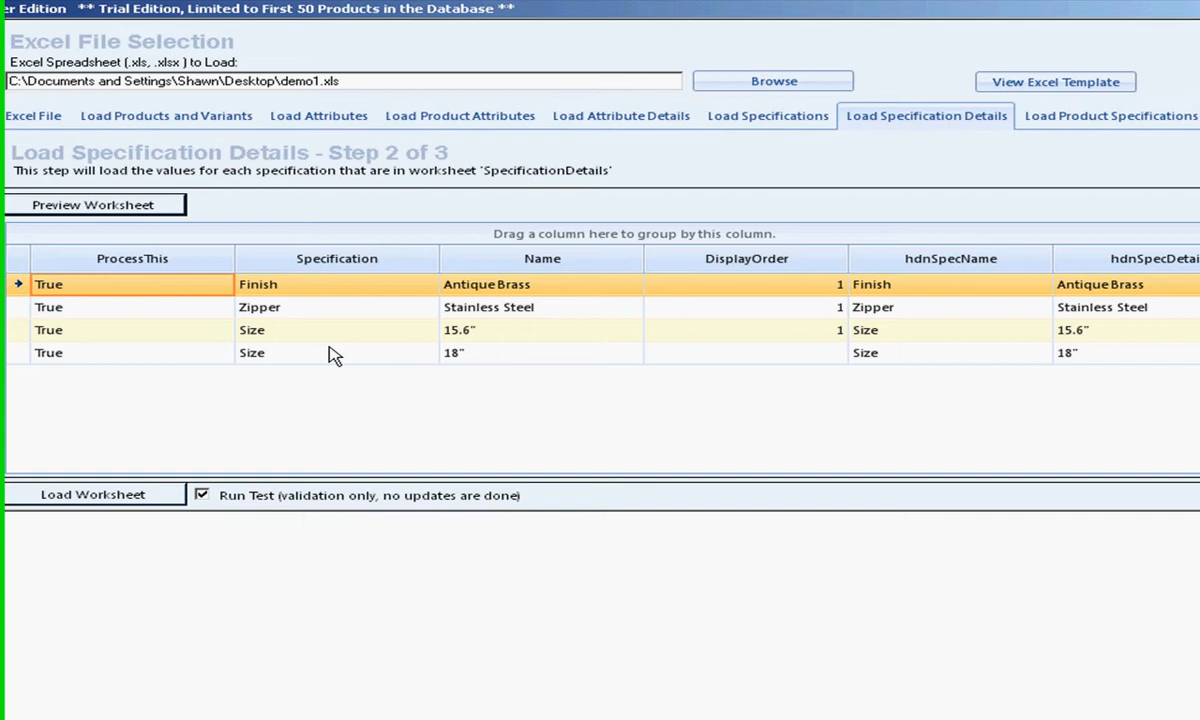 er Edition ** Trial Edition, Limited to First 50 Products in the Database **
Excel File Selection
Excel Spreadsheet (.xls, .xlsx ) to Load:
C:\Documents and Settings\Shawn\Desktop\demo1.xls Browse View Excel Template
Excel File Load Products and Variants Load Attributes Load Product Attributes Load Attribute Details Load Specifications Load Specification Details Load Product Specifications
Load Specification Details - Step 2 of 3
This step will load the values for each specification that are in worksheet 'SpecificationDetails'
Preview Worksheet
Drag a column here to group by this column.
ProcessThis Specification Name DisplayOrder hdnSpecName hdnSpecDetai
True Finish Antique Brass 1 Finish Antique Brass
True Zipper Stainless Steel 1 Zipper Stainless Steel
True Size 15.6" 1 Size 15.6"
True Size 18" Size 18"
Load Worksheet Run Test (validation only, no updates are done)